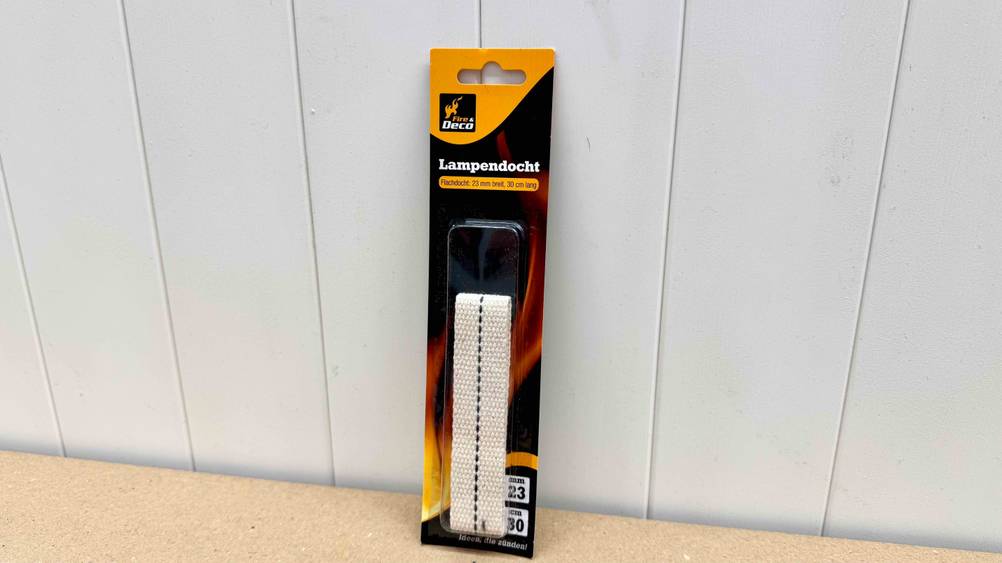 Fire &
Deco
Lampendocht
Flachdocht: 23 mm breit, 30 cm lang
mm
23
cm
30
Ideen, die zünden!